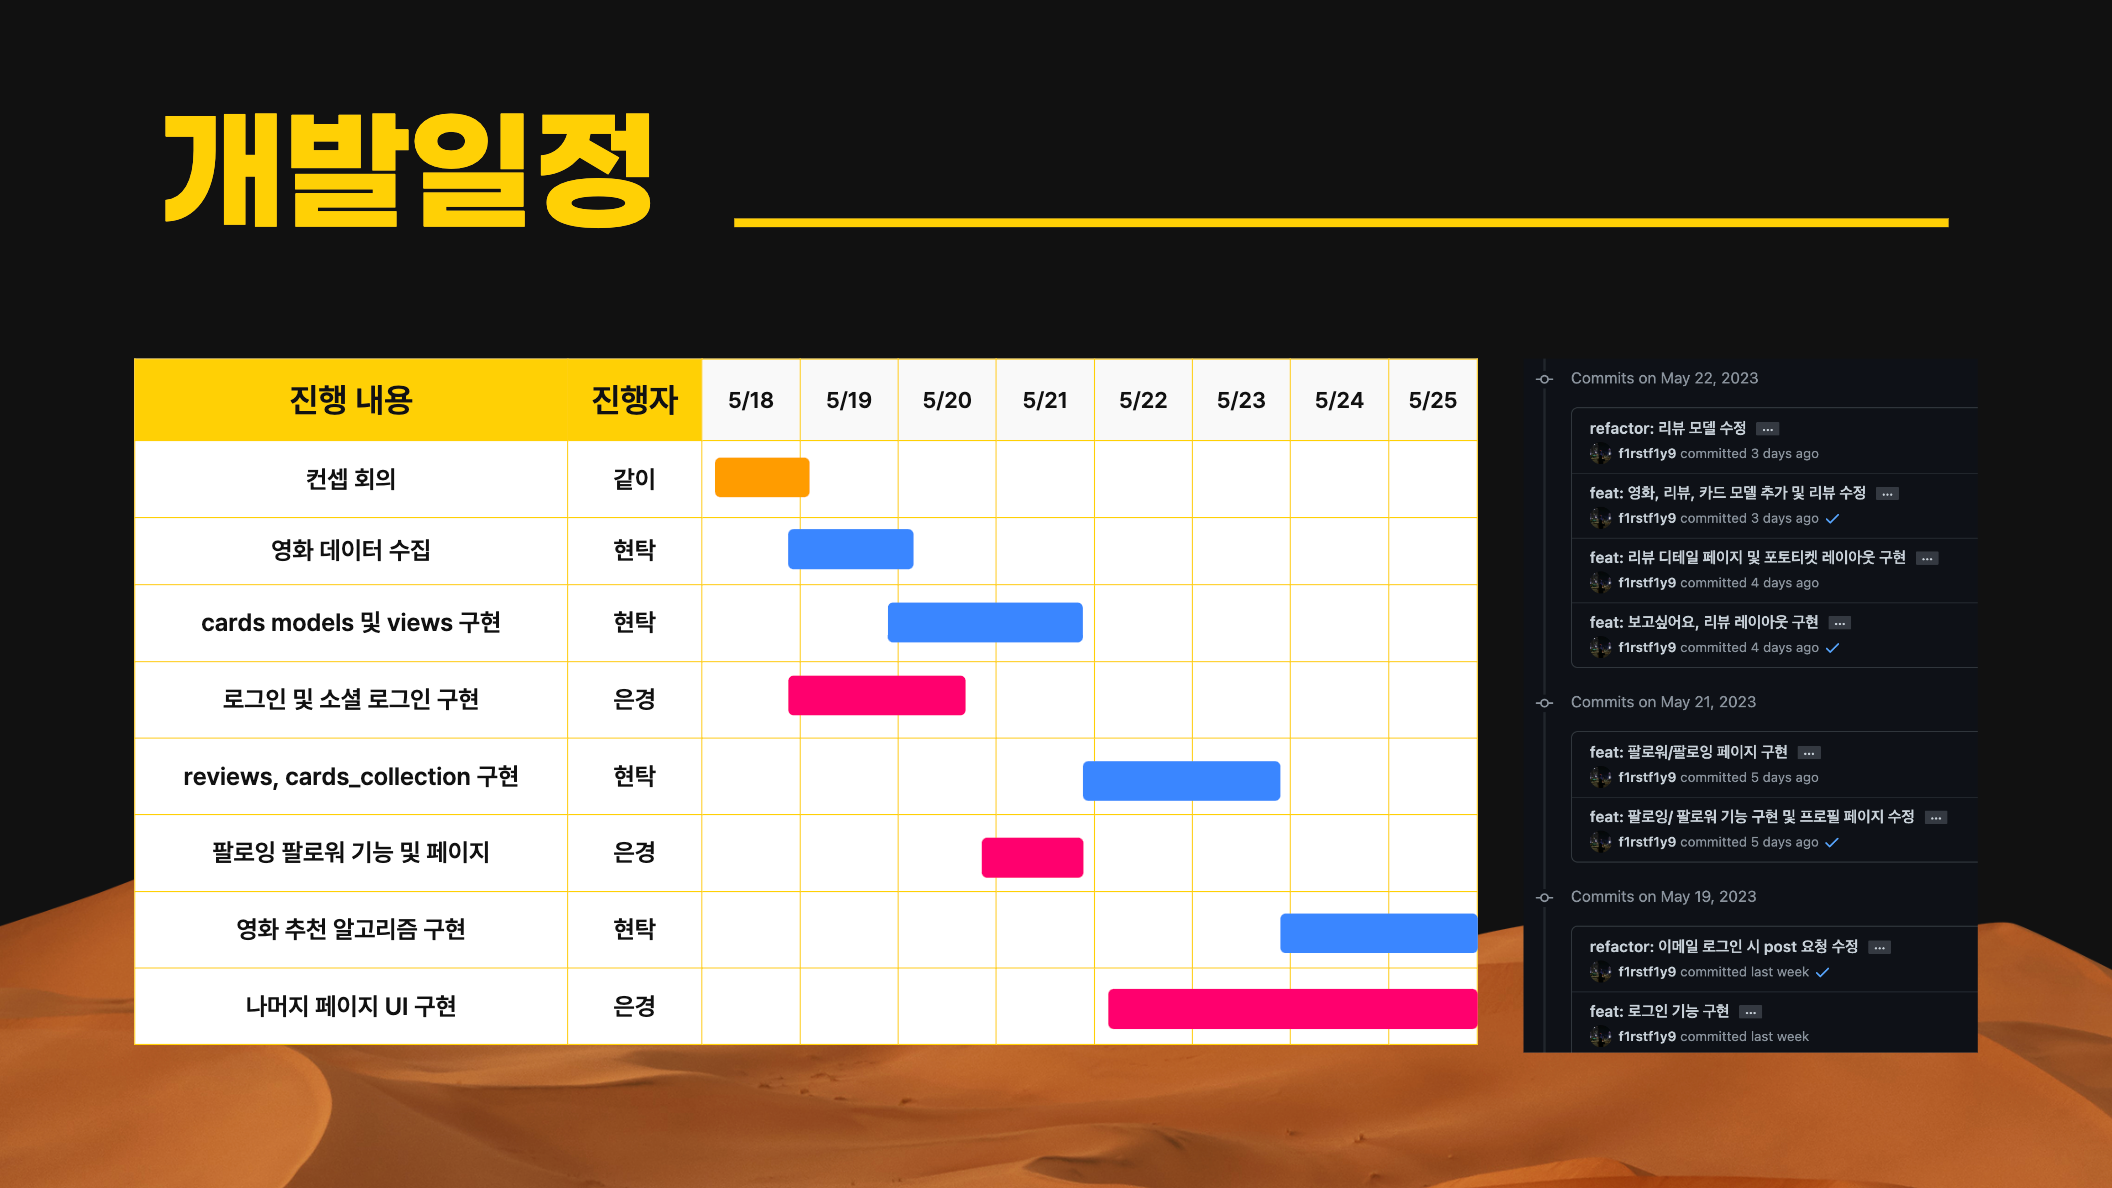 개발일정
진행 내용 진행자 5/18 5/19 5/20 5/21 5/22 5/23 5/24 5/25
컨셉 회의 같이
영화 데이터 수집 현탁
cards models 및 views 구현 현탁
로그인 및 소셜 로그인 구현 은경
reviews, cards_collection 구현 현탁
팔로잉 팔로워 기능 및 페이지 은경
영화 추천 알고리즘 구현 현탁
나머지 페이지 UI 구현 은경
Commits on May 22, 2023
refactor: 리뷰 모델 수정 ...
f1rstf1y9 committed 3 days ago
feat: 영화, 리뷰, 카드 모델 추가 및 리뷰 수정 ...
f1rstf1y9 committed 3 days ago
feat: 리뷰 디테일 페이지 및 포토티켓 레이아웃 구현 ...
f1rstf1y9 committed 4 days ago
feat: 보고싶어요, 리뷰 레이아웃 구현 ...
f1rstf1y9 committed 4 days ago
Commits on May 21, 2023
feat: 팔로워/팔로잉 페이지 구현 ...
f1rstf1y9 committed 5 days ago
feat: 팔로잉/ 팔로워 기능 구현 및 프로필 페이지 수정 ...
f1rstf1y9 committed 5 days ago
Commits on May 19, 2023
refactor: 이메일 로그인 시 post 요청 수정 ...
f1rstf1y9 committed last week
feat: 로그인 기능 구현 ...
f1rstf1y9 committed last week